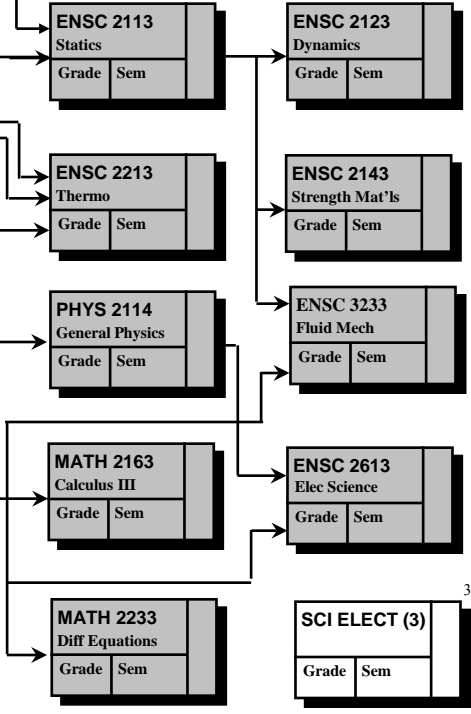 ENSC 2113
Statics
Grade Sem
ENSC 2123
Dynamics
Grade Sem
ENSC 2213
Thermo
Grade Sem
ENSC 2143
Strength Mat'ls
Grade Sem
PHYS 2114
General Physics
Grade Sem
ENSC 3233
Fluid Mech
Grade Sem
MATH 2163
Calculus III
Grade Sem
ENSC 2613
Elec Science
Grade Sem
MATH 2233
Diff Equations
Grade Sem
3
SCI ELECT (3)
Grade Sem